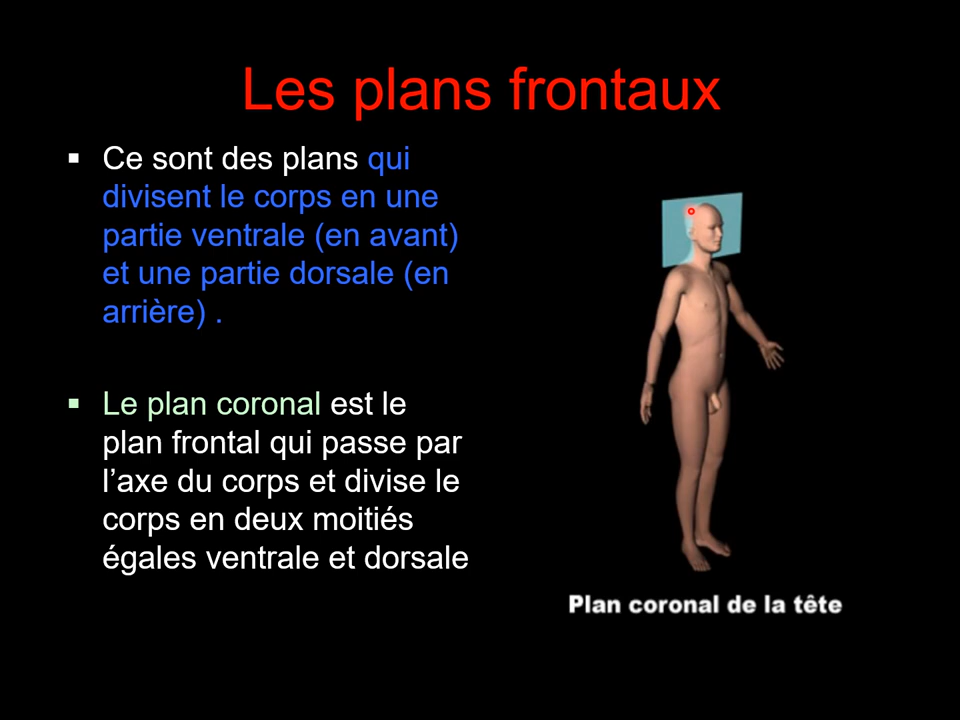 Les plans frontaux
▪ Ce sont des plans qui
divisent le corps en une
partie ventrale (en avant)
et une partie dorsale (en
arrière) .
▪ Le plan coronal est le
plan frontal qui passe par
l’axe du corps et divise le
corps en deux moitiés
égales ventrale et dorsale
Plan coronal de la tête